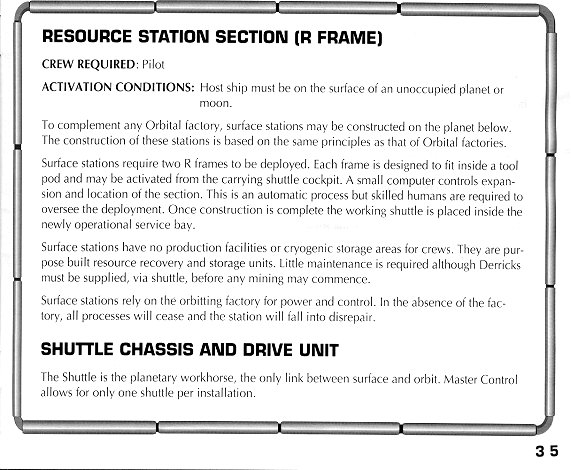 RESOURCE STATION SECTION (R FRAME)
CREW REQUIRED: Pilot
ACTIVATION CONDITIONS: Host ship must be on the surface of an unoccupied planet or
moon.
To complement any Orbital factory, surface stations may be constructed on the planet below.
The construction of these stations is based on the same principles as that of Orbital factories.
Surface stations require two R frames to be deployed. Each frame is designed to fit inside a tool
pod and may be activated from the carrying shuttle cockpit. A small computer controls expan-
sion and location of the section. This is an automatic process but skilled humans are required to
oversee the deployment. Once construction is complete the working shuttle is placed inside the
newly operational service bay.
Surface stations have no production facilities or cryogenic storage areas for crews. They are pur-
pose built resource recovery and storage units. Little maintenance is required although Derricks
must be supplied, via shuttle, before any mining may commence.
Surface stations rely on the orbitting factory for power and control. In the absence of the fac-
tory, all processes will cease and the station will fall into disrepair.
SHUTTLE CHASSIS AND DRIVE UNIT
The Shuttle is the planetary workhorse, the only link between surface and orbit. Master Control
allows for only one shuttle per installation.
3 5